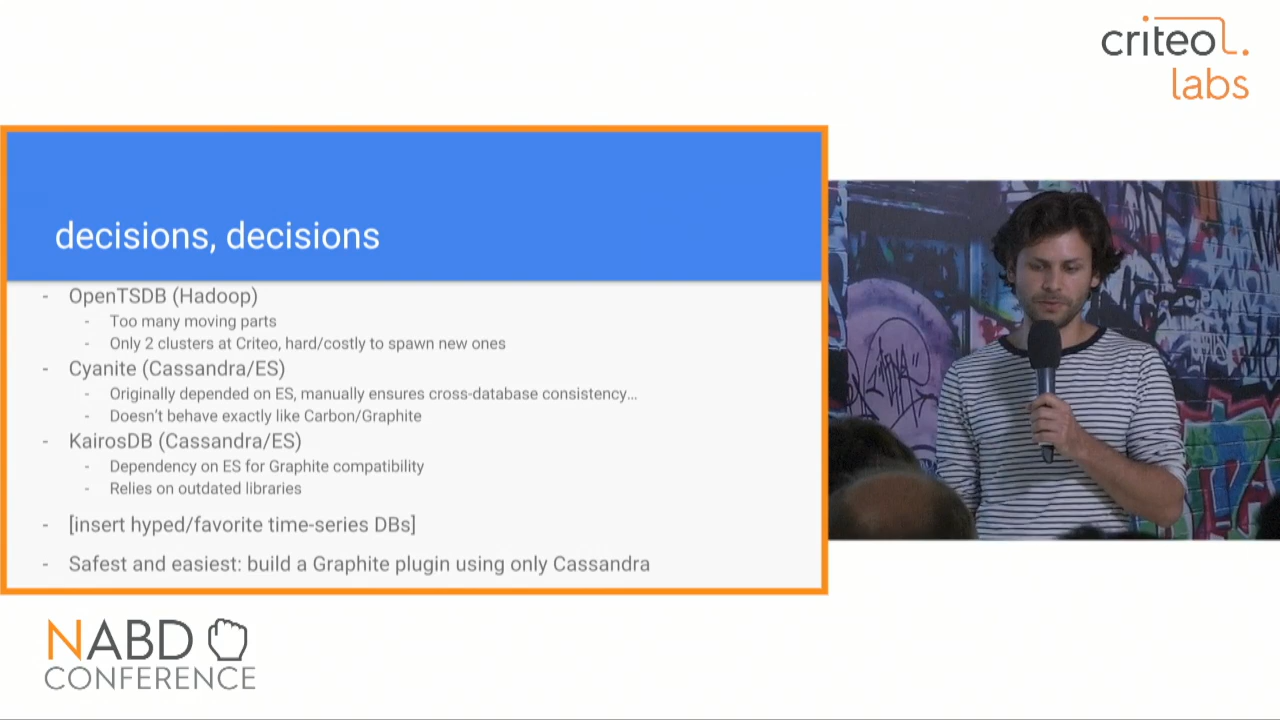 criteo.
labs
decisions, decisions
- OpenTSDB (Hadoop)
- Too many moving parts
- Only 2 clusters at Criteo, hard/costly to spawn new ones
- Cyanite (Cassandra/ES)
- Originally depended on ES, manually ensures cross-database consistency...
- Doesn't behave exactly like Carbon/Graphite
- KairosDB (Cassandra/ES)
- Dependency on ES for Graphite compatibility
- Relies on outdated libraries
- [insert hyped/favorite time-series DBs]
- Safest and easiest: build a Graphite plugin using only Cassandra
NABD
CONFERENCE